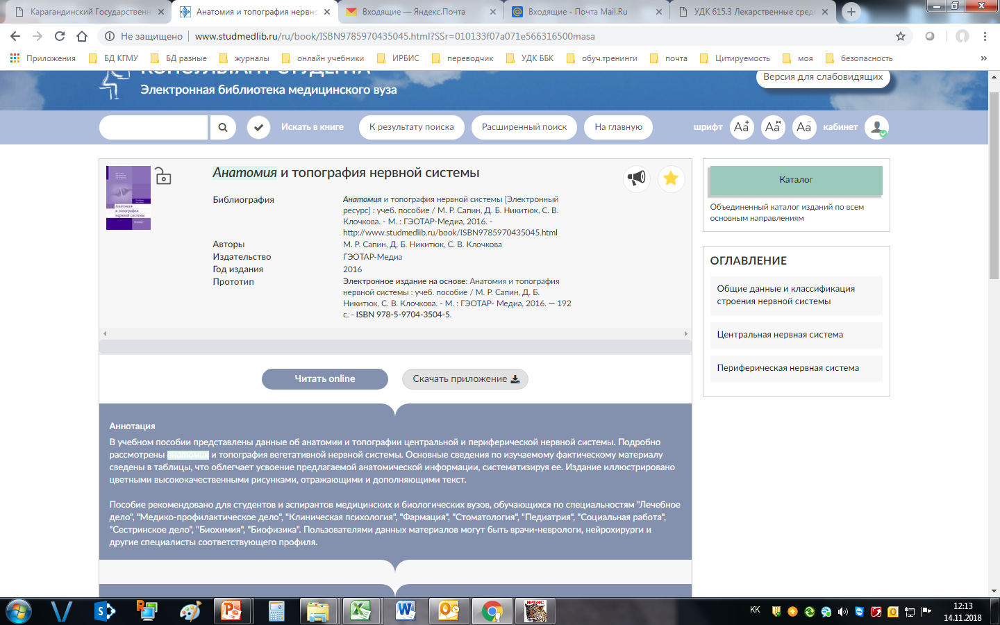 Карагандинский Государственн
Анатомия и топография нервно
Входящие — Яндекс.Почта
Входящие - Почта Mail.Ru
УДК 615.3 Лекарственные сред
Не защищено
www.studmedlib.ru/ru/book/ISBN9785970435045.html?SSr=010133f07a071e566316500masa
Приложения
БД КГМУ
БД разные
журналы
онлайн учебники
ИРБИС
переводчик
УДК ББК
обуч.тренинги
почта
Цитируемость
моя
безопасность
»
КОНСУЛЬТАНТ СТУДЕНТА
Электронная библиотека медицинского вуза
Версия для слабовидящих
Искать в книге
К результату поиска
Расширенный поиск
На главную
шрифт
Aa+
Aa
Aa-
кабинет
Анатомия и топография нервной системы
Библиография
Анатомия и топография нервной системы [Электронный
ресурс] : учеб. пособие / М. Р. Сапин, Д. Б. Никитюк, С. В.
Клочкова. - М. : ГЭОТАР-Медиа, 2016. -
http://www.studmedlib.ru/book/ISBN9785970435045.html
Авторы
М. Р. Сапин, Д. Б. Никитюк, С. В. Клочкова
Издательство
ГЭОТАР-Медиа
Год издания
2016
Прототип
Электронное издание на основе: Анатомия и топография
нервной системы : учеб. пособие / М. Р. Сапин, Д. Б.
Никитюк, С. В. Клочкова. - М. : ГЭОТАР- Медиа, 2016. — 192
с. - ISBN 978-5-9704-3504-5.
Анатомия
и топография
нервной системы
Читать online
Скачать приложение
Аннотация
В учебном пособии представлены данные об анатомии и топографии центральной и периферической нервной системы. Подробно
рассмотрены анатомия и топография вегетативной нервной системы. Основные сведения по изучаемому фактическому материалу
сведены в таблицы, что облегчает усвоение предлагаемой анатомической информации, систематизируя ее. Издание иллюстрировано
цветными высококачественными рисунками, отражающими и дополняющими текст.
Пособие рекомендовано для студентов и аспирантов медицинских и биологических вузов, обучающихся по специальностям "Лечебное
дело", "Медико-профилактическое дело", "Клиническая психология", "Фармация", "Стоматология", "Педиатрия", "Социальная работа",
"Сестринское дело", "Биохимия", "Биофизика". Пользователями данных материалов могут быть врачи-неврологи, нейрохирурги и
другие специалисты соответствующего профиля.
Каталог
Объединенный каталог изданий по всем
основным направлениям
ОГЛАВЛЕНИЕ
Общие данные и классификация
строения нервной системы
Центральная нервная система
Периферическая нервная система
ИРБИС
KK
12:13
14.11.2018